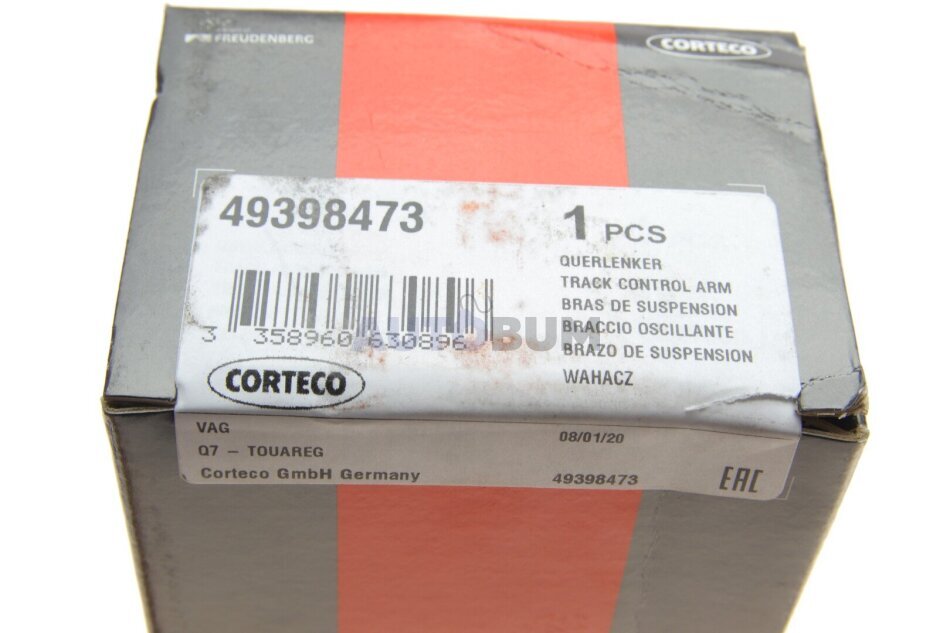 FREUDENBERG
CORTECO
49398473
1 PCS
QUERLENKER
TRACK CONTROL ARM
BRAS DE SUSPENSION
BRACCIO OSCILLANTE
BRAZO DE SUSPENSION
WAHACZ
3 358960 630896
AUTOBUM
CORTECO
VAG
08/01/20
Q7 - TOUAREG
Corteco GmbH Germany
49398473
EAC